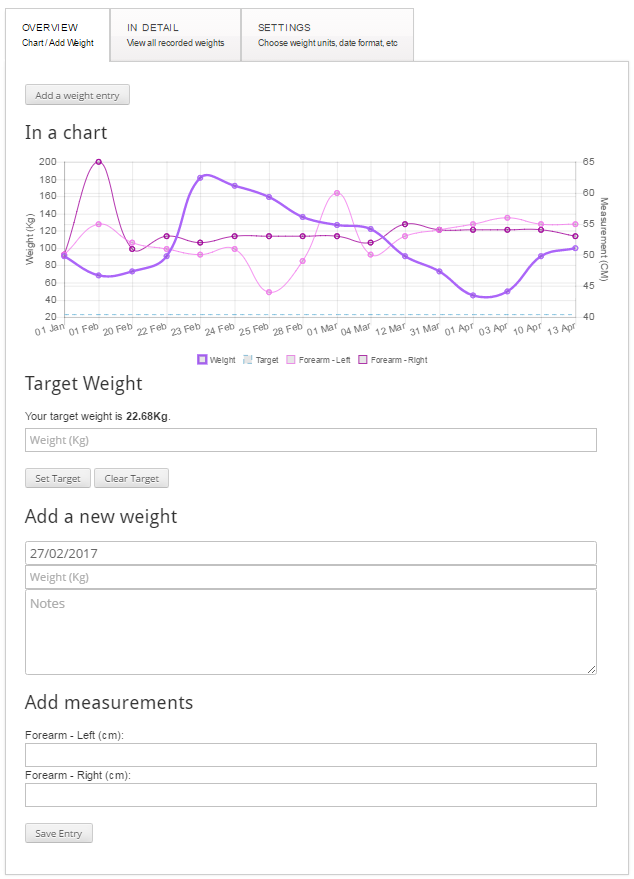 OVERVIEW
Chart / Add Weight
IN DETAIL
View all recorded weights
SETTINGS
Choose weight units, date format, etc
Add a weight entry
In a chart
200
180
160
140
120
100
80
60
40
20
Weight (Kg)
65
60
55
50
45
40
Measurement (CM)
01 Jan
01 Feb
20 Feb
22 Feb
23 Feb
24 Feb
25 Feb
28 Feb
01 Mar
04 Mar
12 Mar
31 Mar
01 Apr
03 Apr
10 Apr
13 Apr
Weight Target Forearm - Left Forearm - Right
Target Weight
Your target weight is 22.68Kg.
Weight (Kg)
Set Target Clear Target
Add a new weight
27/02/2017
Weight (Kg)
Notes
Add measurements
Forearm - Left (cm):
Forearm - Right (cm):
Save Entry